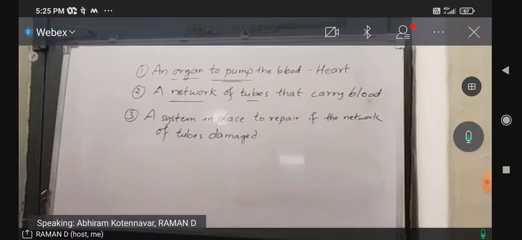 5:25 PM
Webex
① An organ to pump the blood - Heart
② A network of tubes that carry blood
③ A system in place to repair if the network
of tubes damaged.
Speaking: Abhiram Kotennavar, RAMAN D
RAMAN D (host, me)